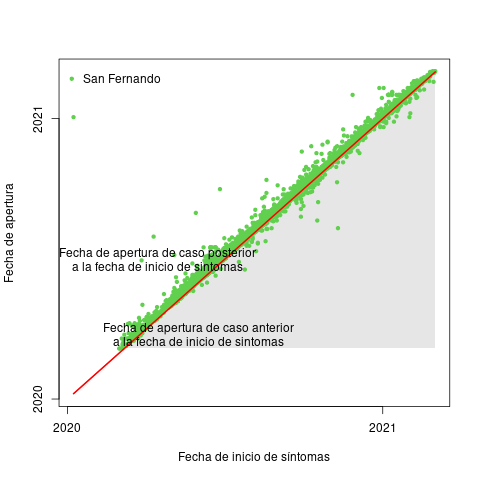 San Fernando
2021
Fecha de apertura
Fecha de apertura de caso posterior
a la fecha de inicio de síntomas
Fecha de apertura de caso anterior
a la fecha de inicio de síntomas
2020
2020
2021
Fecha de inicio de síntomas